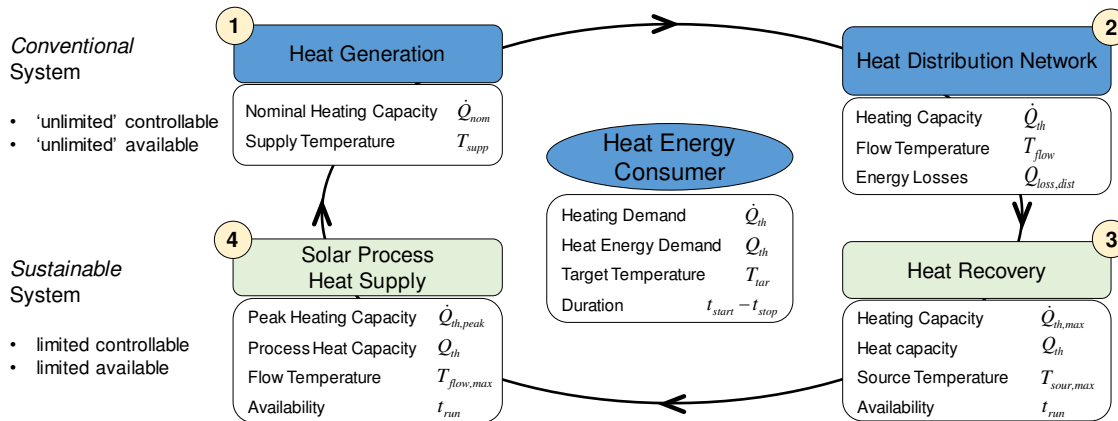 Conventional
System
• ‘unlimited’ controllable
• ‘unlimited’ available
1
Heat Generation
Nominal Heating Capacity Q̇nom
Supply Temperature Tsupp
2
Heat Distribution Network
Heating Capacity Q̇th
Flow Temperature Tflow
Energy Losses Qloss,dist
Heat Energy
Consumer
Heating Demand Q̇th
Heat Energy Demand Qth
Target Temperature Ttar
Duration tstart – tstop
Sustainable
System
• limited controllable
• limited available
4
Solar Process
Heat Supply
Peak Heating Capacity Q̇th,peak
Process Heat Capacity Qth
Flow Temperature Tflow,max
Availability trun
3
Heat Recovery
Heating Capacity Q̇th,max
Heat capacity Qth
Source Temperature Tsour,max
Availability trun